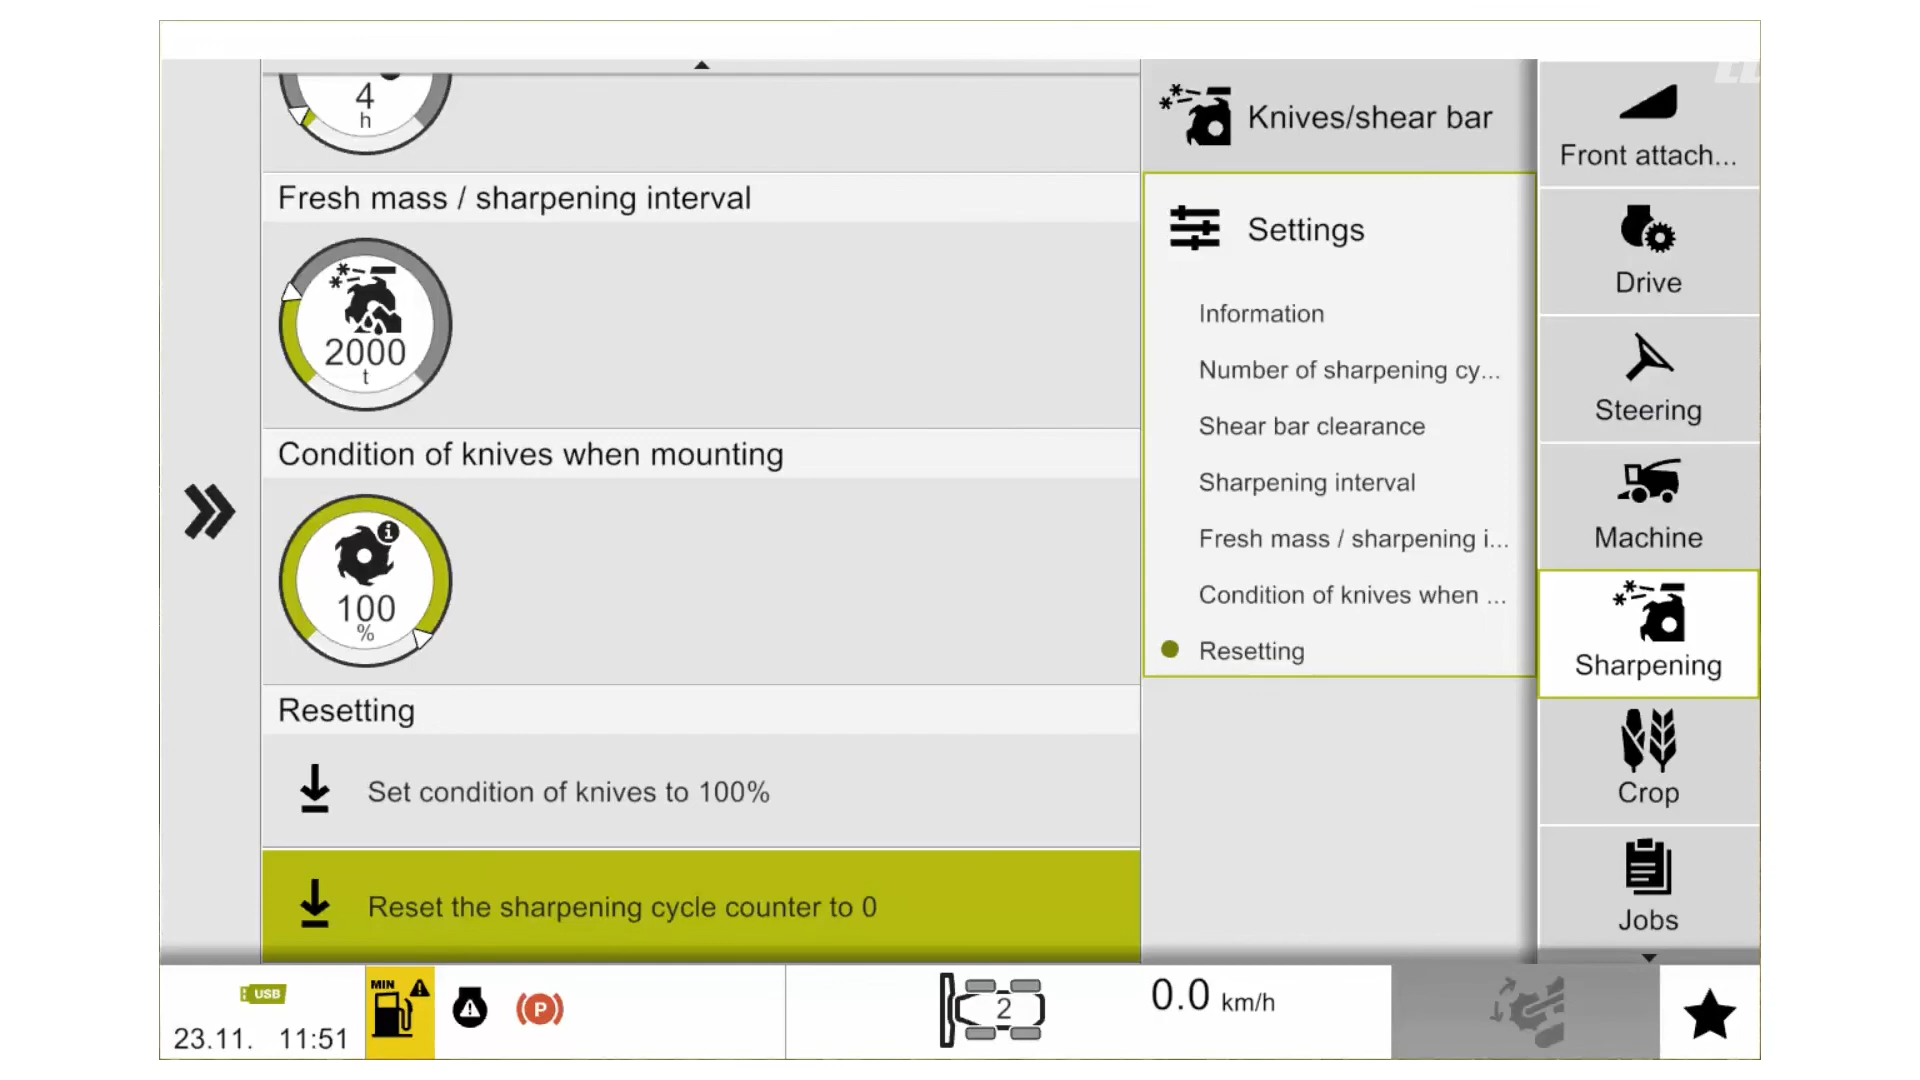 4
h
Fresh mass / sharpening interval
2000
t
Condition of knives when mounting
100
%
Resetting
Set condition of knives to 100%
Reset the sharpening cycle counter to 0
Knives/shear bar
Settings
Information
Number of sharpening cy...
Shear bar clearance
Sharpening interval
Fresh mass / sharpening i...
Condition of knives when ...
Resetting
Front attach...
Drive
Steering
Machine
Sharpening
Crop
Jobs
USB
23.11. 11:51
MIN
P
2
0.0 km/h